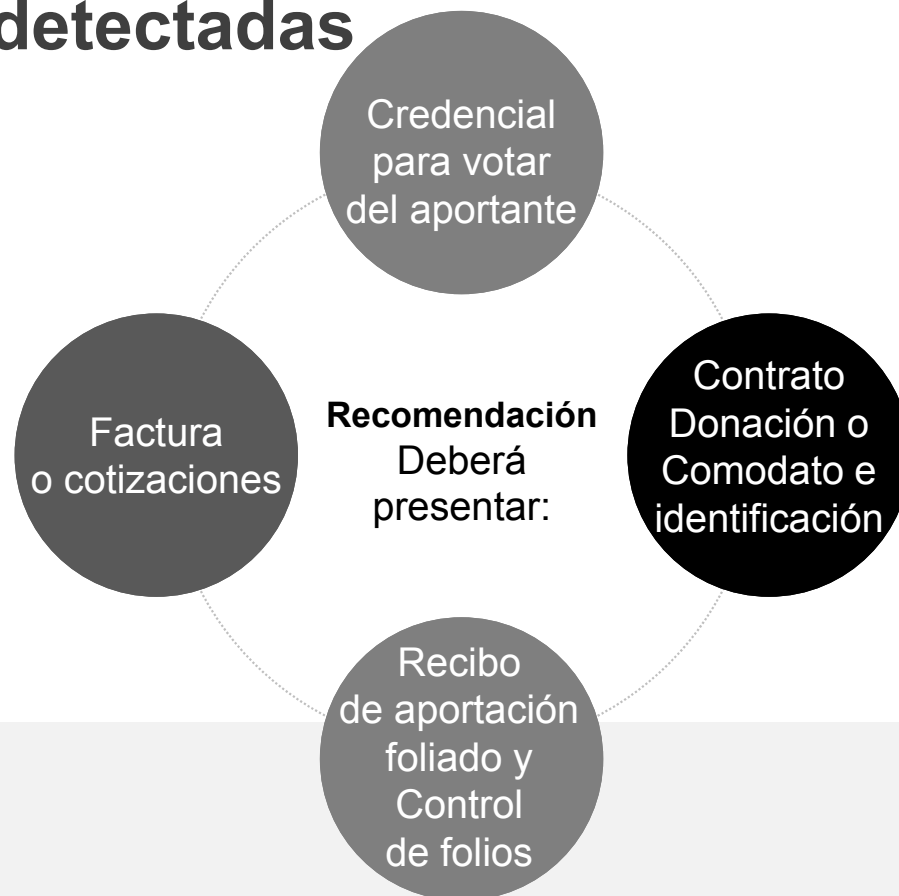 detectadas
Credencial
para votar
del aportante
Contrato
Donación o
Comodato e
identificación
Recibo
de aportación
foliado y
Control
de folios
Factura
o cotizaciones
Recomendación
Deberá
presentar: